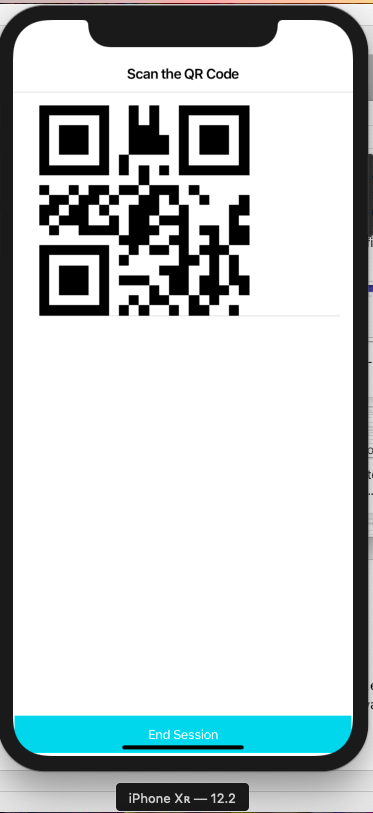 Scan the QR Code
End Session
iPhone Xʀ — 12.2